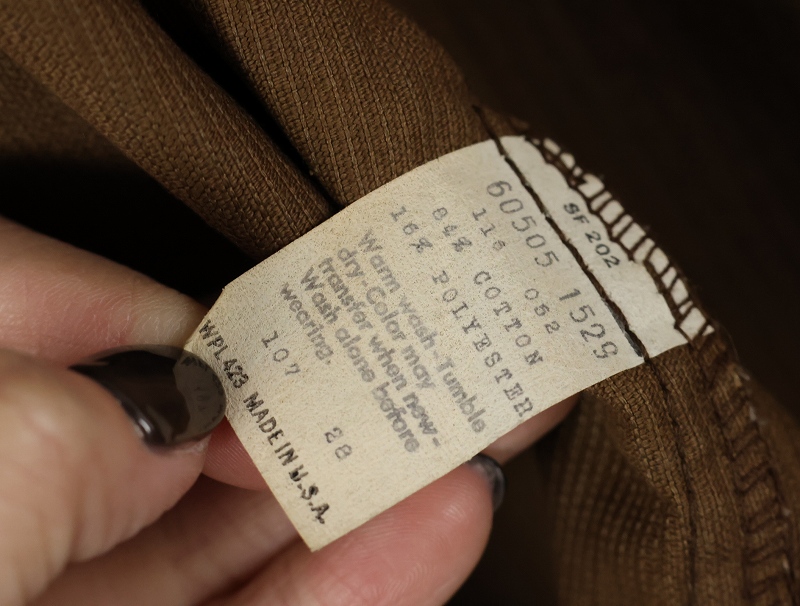 SF 202
60505 1529
116 052
84% COTTON
16% POLYESTER
Warm wash-Tumble
dry-Color may
transfer when new-
Wash alone before
wearing.
107 28
WPL423 MADE IN U.S.A.